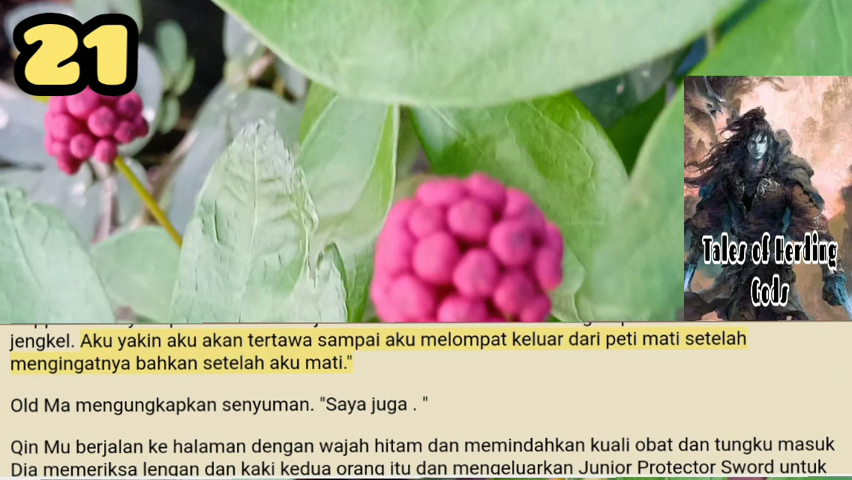 21
Tales of Herding
Gods
jengkel. Aku yakin aku akan tertawa sampai aku melompat keluar dari peti mati setelah
mengingatnya bahkan setelah aku mati."
Old Ma mengungkapkan senyuman. "Saya juga . "
Qin Mu berjalan ke halaman dengan wajah hitam dan memindahkan kuali obat dan tungku masuk
Dia memeriksa lengan dan kaki kedua orang itu dan mengeluarkan Junior Protector Sword untuk